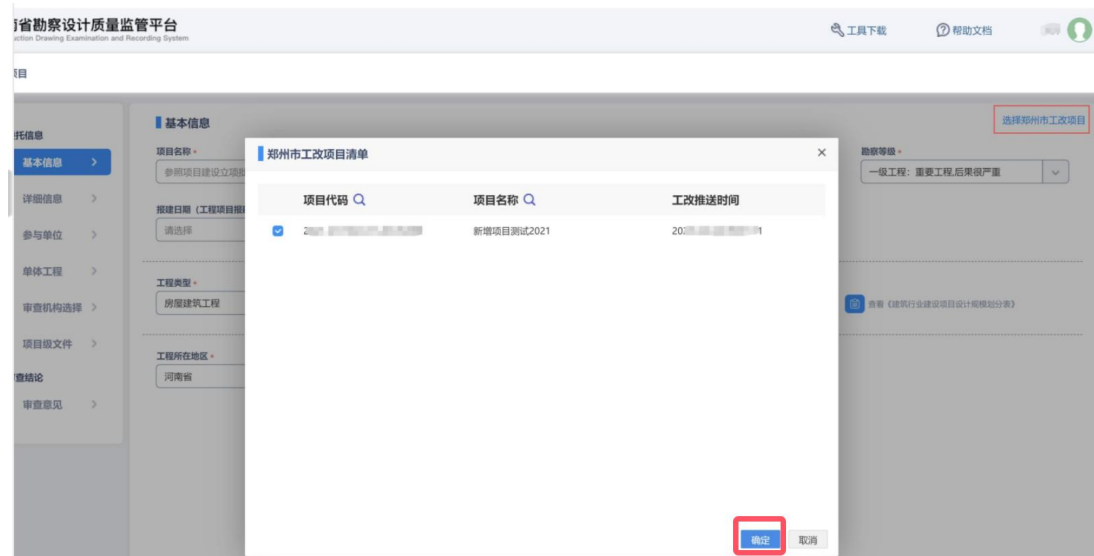 省勘察设计质量监管平台
uction Drawing Examination and Recording System
工具下载
帮助文档
项目
托信息
基本信息
详细信息
参与单位
单体工程
审查机构选择
项目级文件
查结论
审查意见
基本信息
选择郑州市工改项目
项目名称
参照项目建设立项
勘察等级
一级工程：重要工程,后果很严重
报建日期（工程项目报
请选择
工程类型
房屋建筑工程
查看《建筑行业建设项目设计规模划分表》
工程所在地区
河南省
郑州市工改项目清单
项目代码 项目名称 工改推送时间
新增项目测试2021
确定 取消